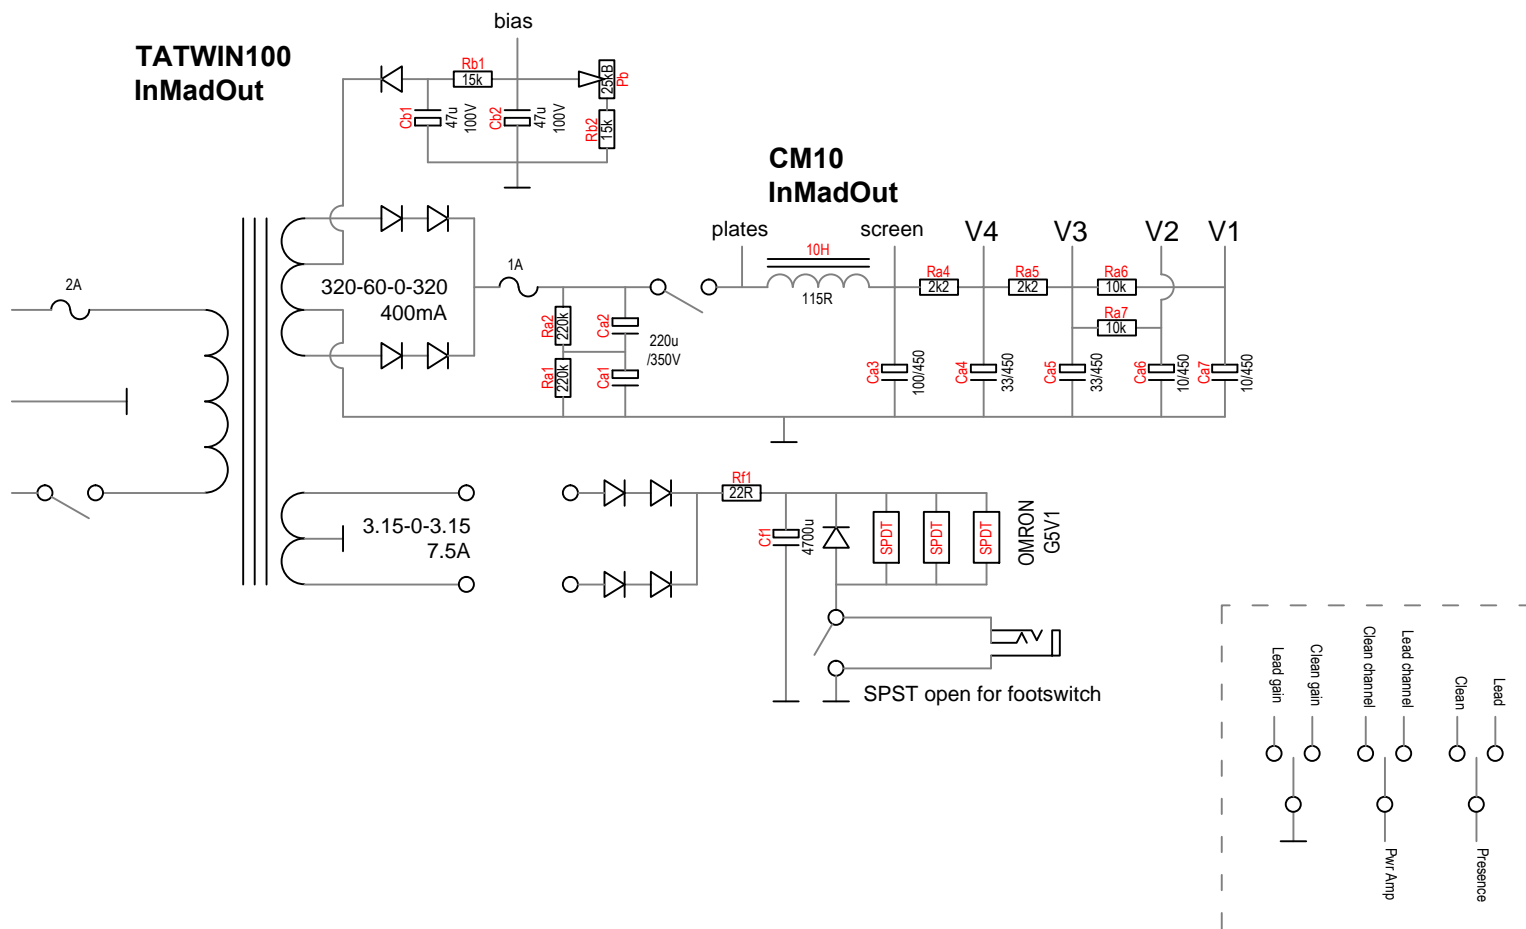 TATWIN100
InMadOut
bias
Rb1
15k
25kB
Pb
Cb1
47u
100V
Cb2
47u
100V
Rb2
15k
CM10
InMadOut
plates
screen
V4
V3
V2
V1
10H
115R
Ra4
2k2
Ra5
2k2
Ra6
10k
Ra7
10k
2A
1A
320-60-0-320
400mA
Ra2
220k
Ca2
220u
/350V
Ra1
220k
Ca1
Ca3
100/450
Ca4
33/450
Ca5
33/450
Ca6
10/450
Ca7
10/450
3.15-0-3.15
7.5A
Rf1
22R
Cf1
4700u
SPDT
SPDT
SPDT
OMRON
G5V1
SPST open for footswitch
Lead gain
Clean gain
Clean channel
Lead channel
Clean
Lead
Pwr Amp
Presence